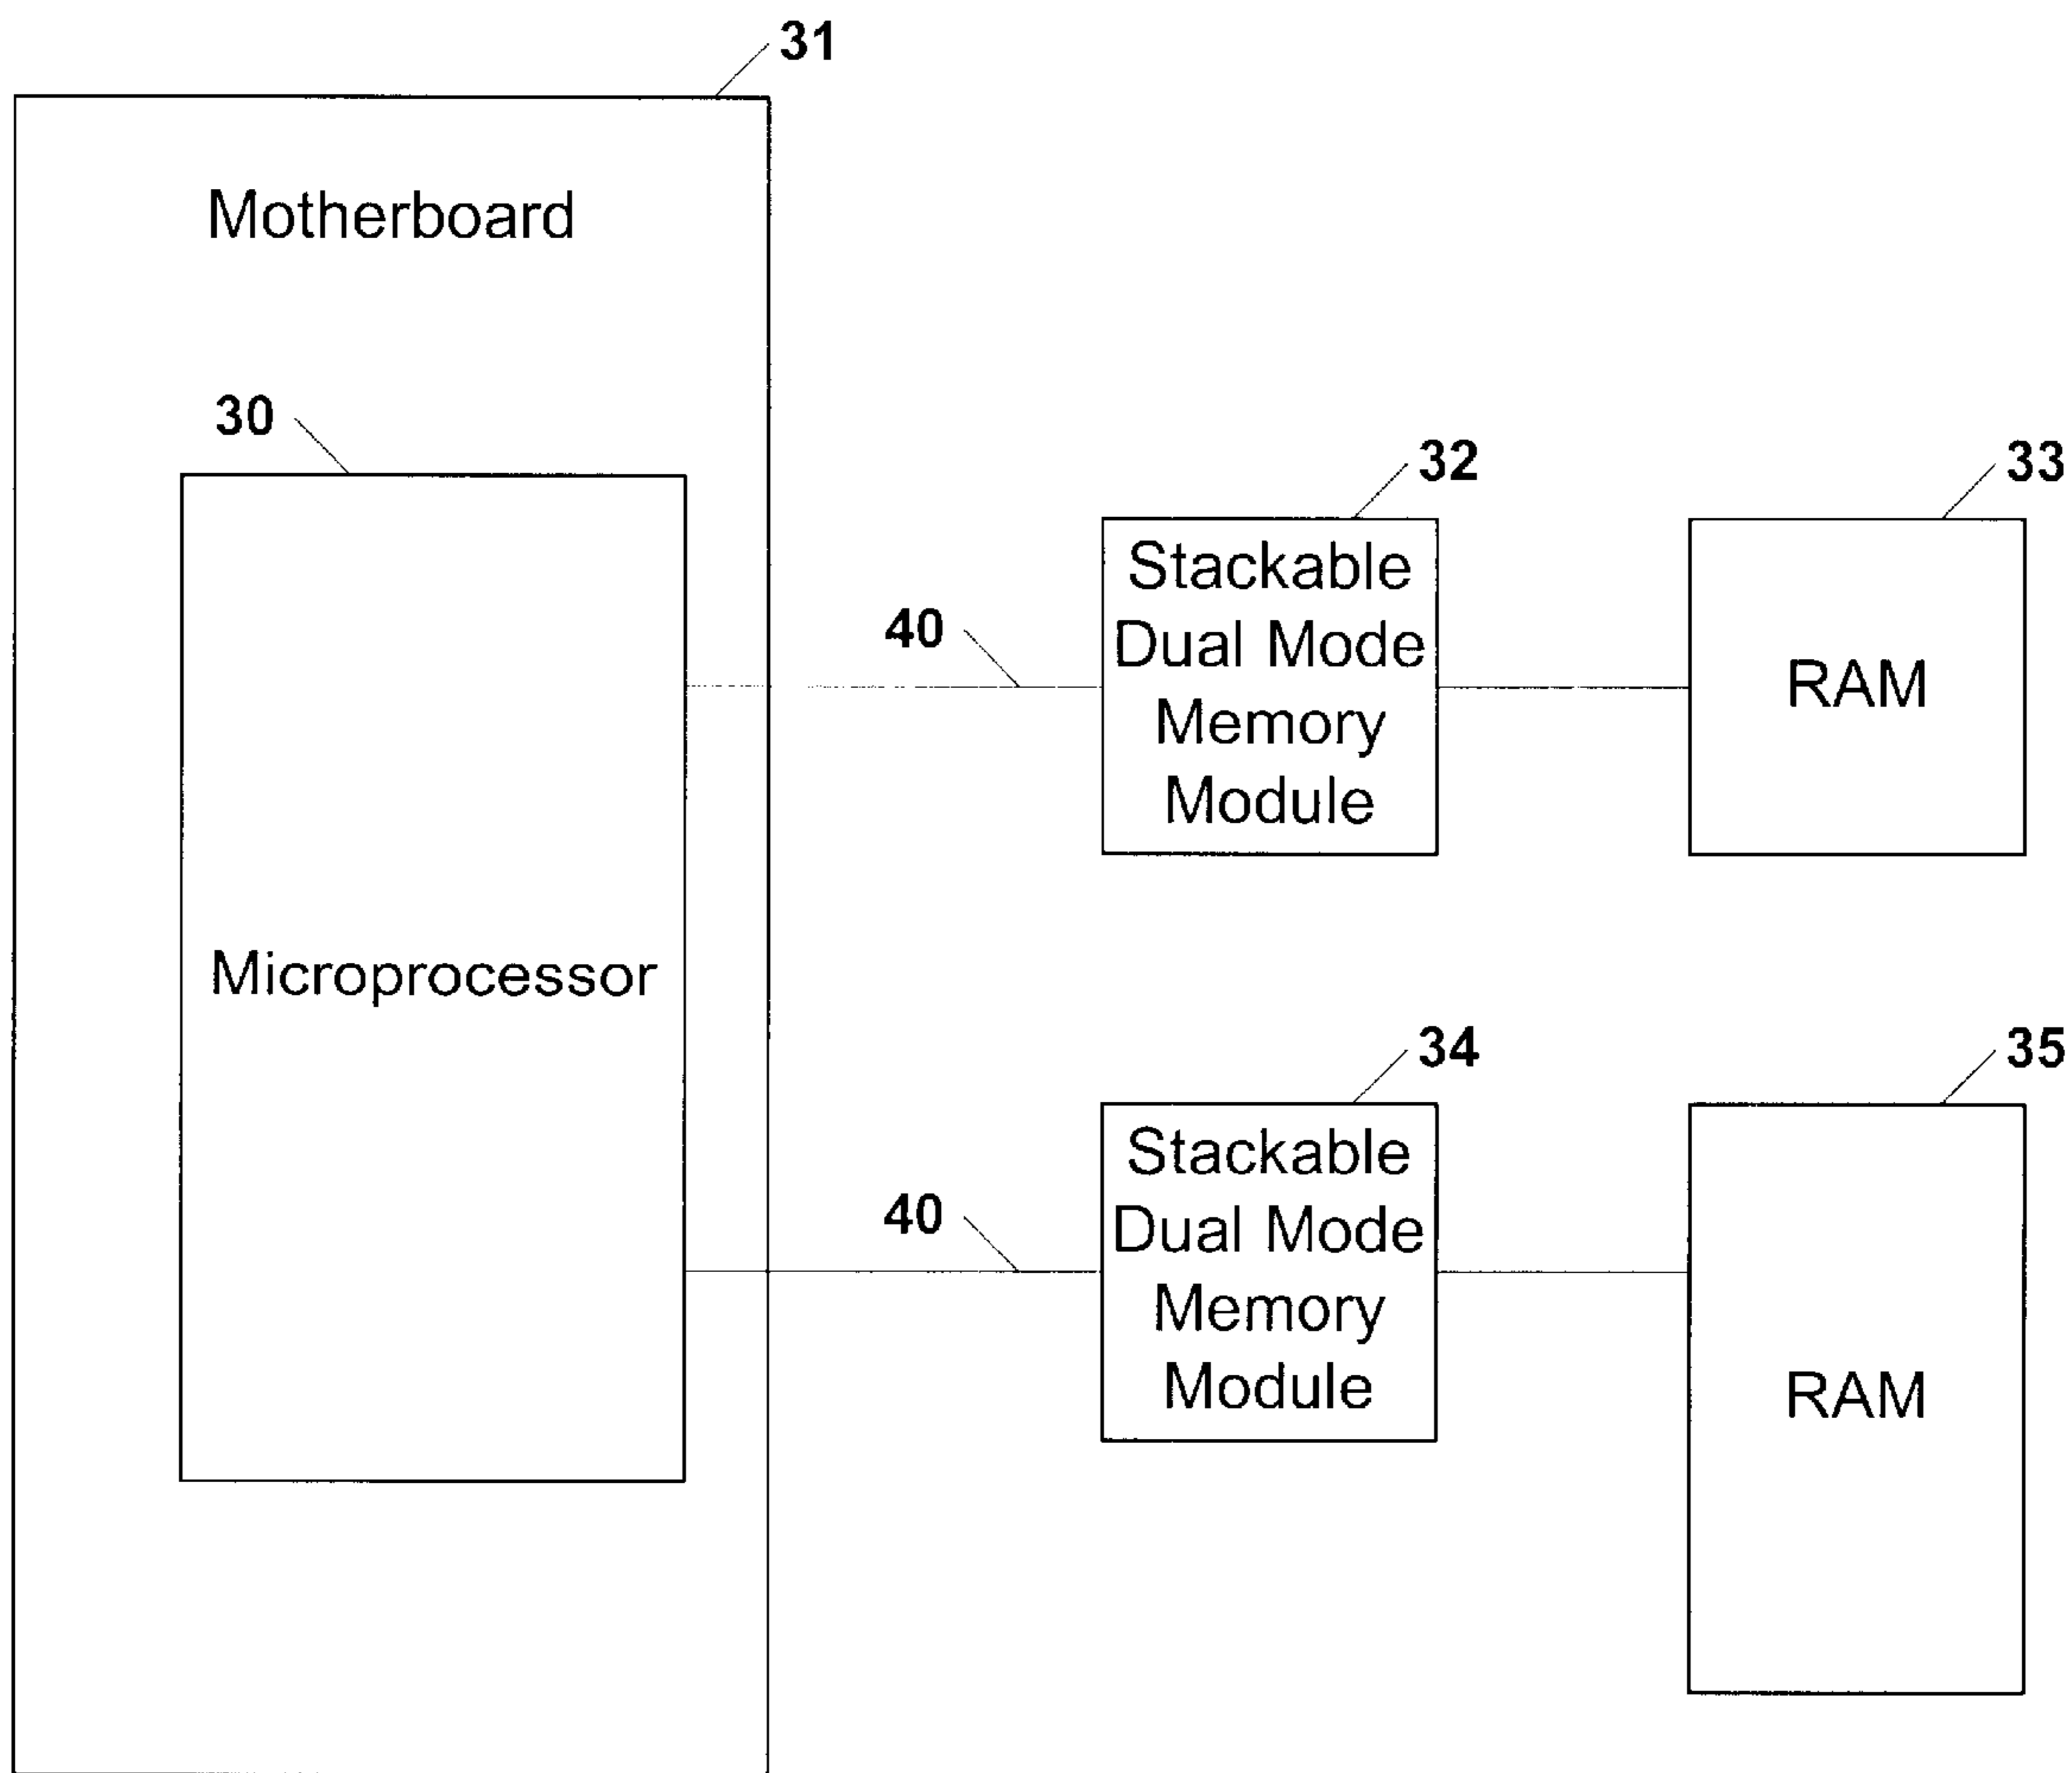 31
Motherboard
30
32
33
Stackable
Dual Mode
Memory
Module
40
RAM
Microprocessor
34
35
Stackable
Dual Mode
Memory
Module
40
RAM